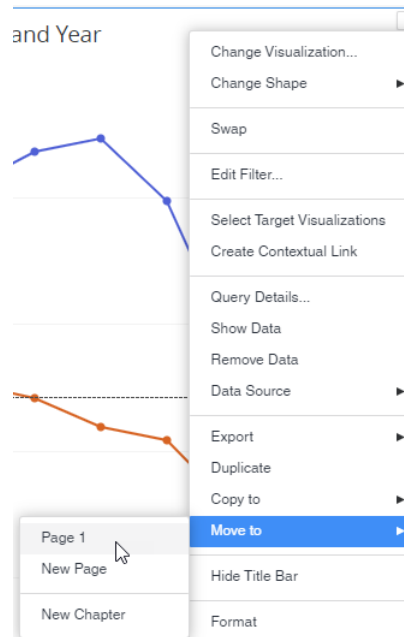 and Year
Change Visualization...
Change Shape
Swap
Edit Filter...
Select Target Visualizations
Create Contextual Link
Query Details...
Show Data
Remove Data
Data Source
Export
Duplicate
Copy to
Move to
Hide Title Bar
Format
Page 1
New Page
New Chapter